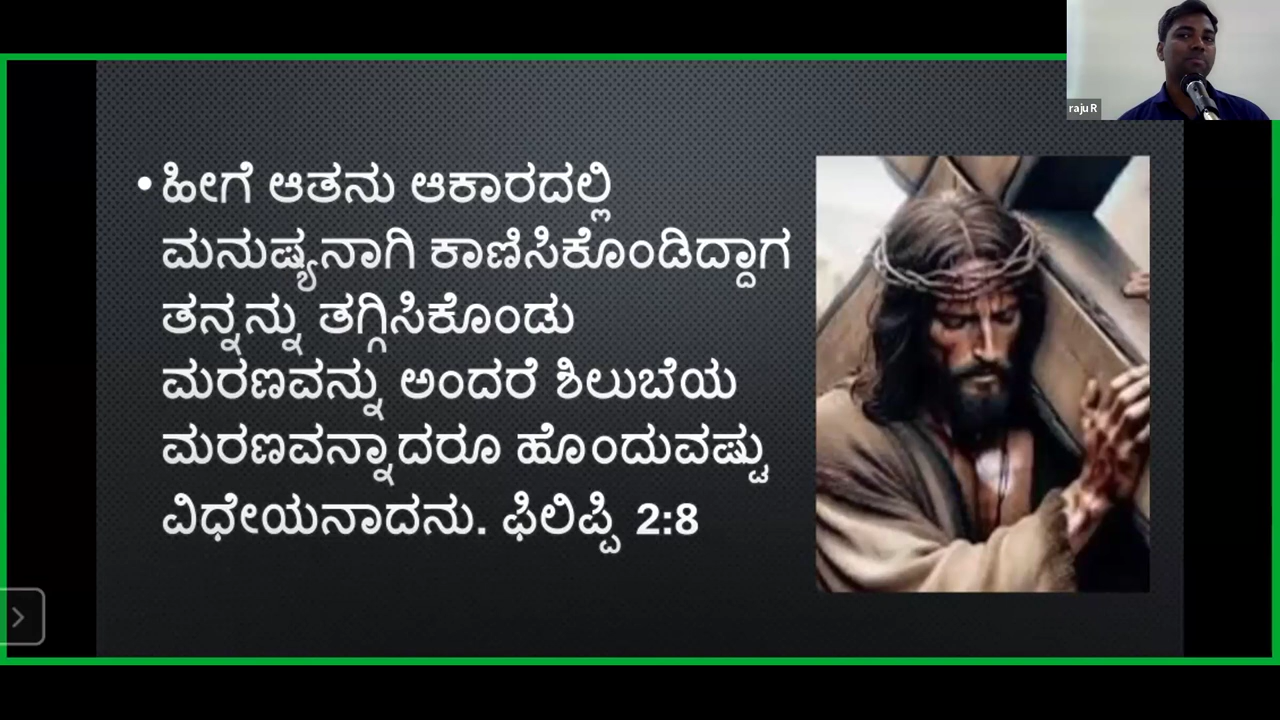 raju R
• ಹೀಗೆ ಆತನು ಆಕಾರದಲ್ಲಿ
ಮನುಷ್ಯನಾಗಿ ಕಾಣಿಸಿಕೊಂಡಿದ್ದಾಗ
ತನ್ನನ್ನು ತಗ್ಗಿಸಿಕೊಂಡು
ಮರಣವನ್ನು ಅಂದರೆ ಶಿಲುಬೆಯ
ಮರಣವನ್ನಾದರೂ ಹೊಂದುವಷ್ಟು
ವಿಧೇಯನಾದನು. ಫಿಲಿಪ್ಪಿ 2:8